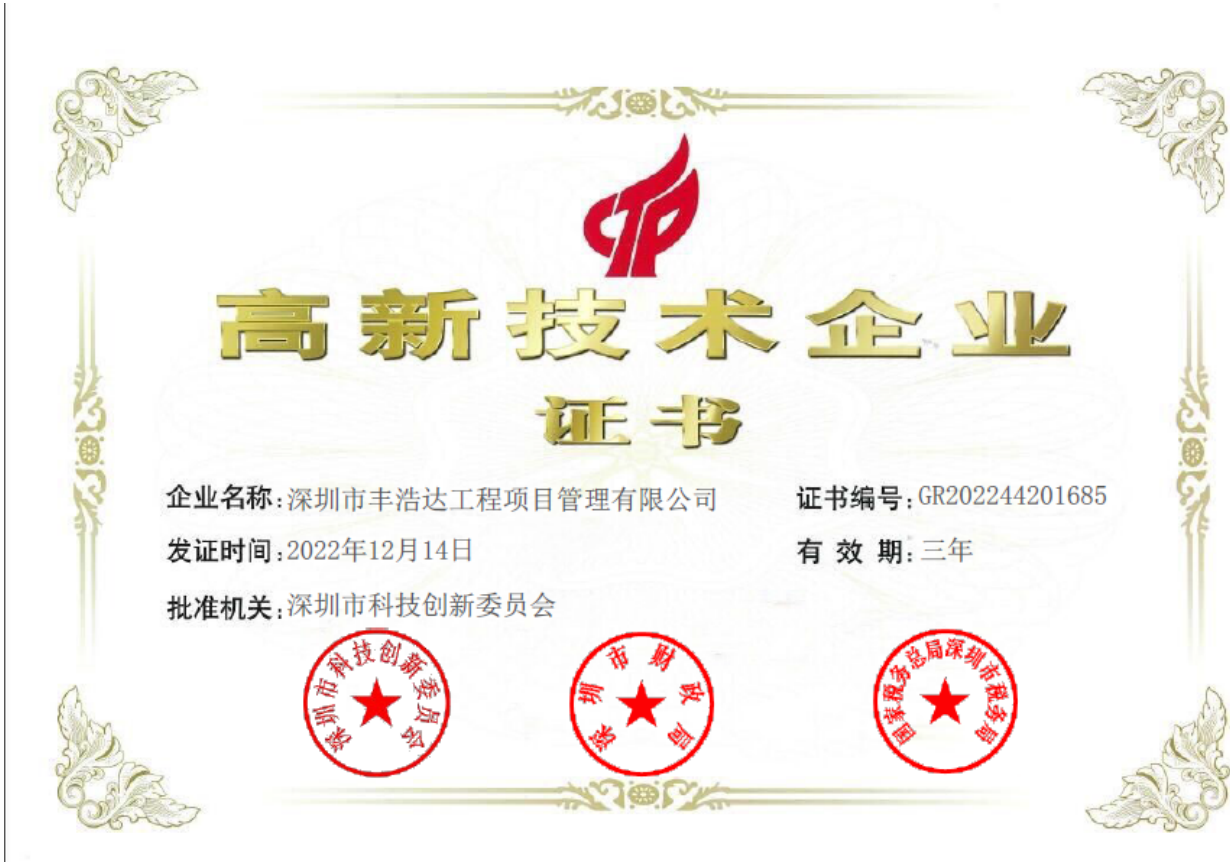 高新技术企业
证书
企业名称:深圳市丰浩达工程项目管理有限公司
证书编号:GR202244201685
发证时间:2022年12月14日
有效期:三年
批准机关:深圳市科技创新委员会
深圳市科技创新委员会
深圳市财政局
国家税务总局深圳市税务局